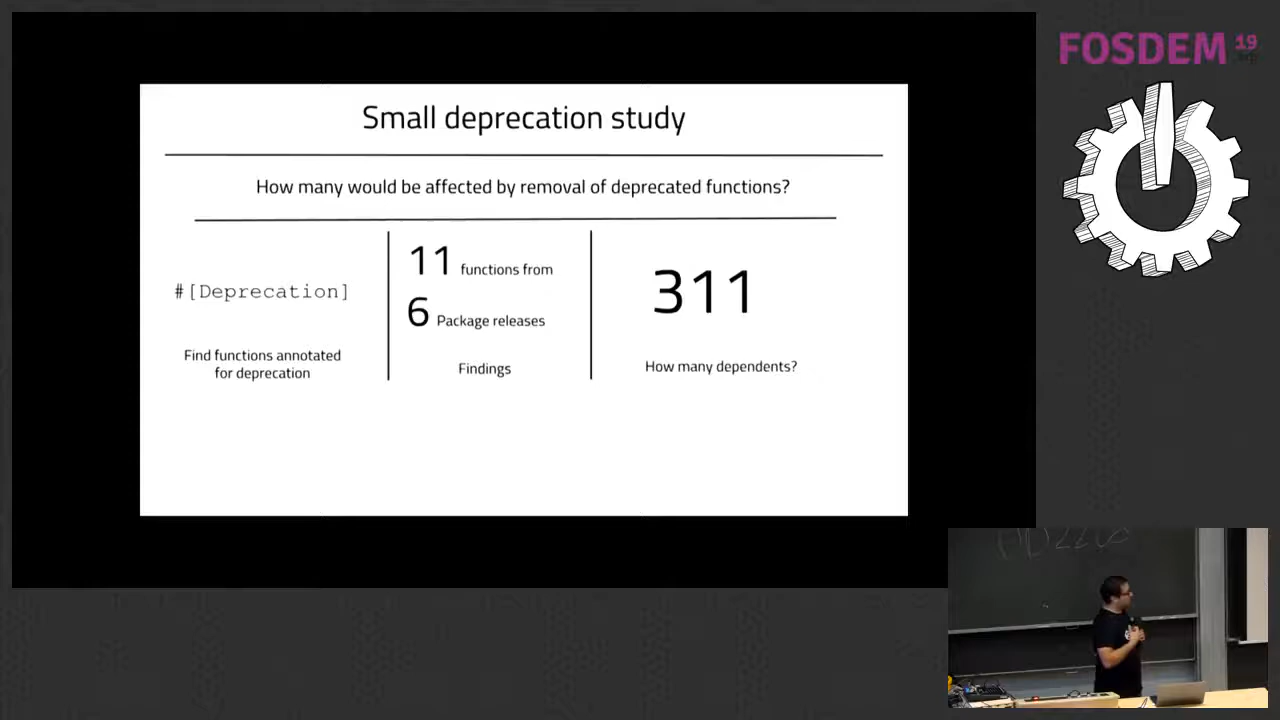 FOSDEM 19
Small deprecation study
How many would be affected by removal of deprecated functions?
#[Deprecation]
Find functions annotated
for deprecation
11 functions from
6 Package releases
Findings
311
How many dependents?